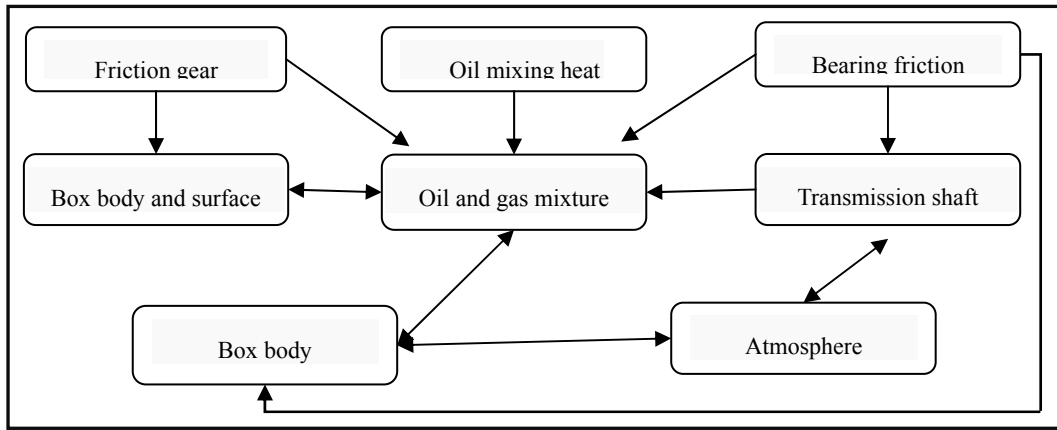 Friction gear
Oil mixing heat
Bearing friction
Box body and surface
Oil and gas mixture
Transmission shaft
Box body
Atmosphere